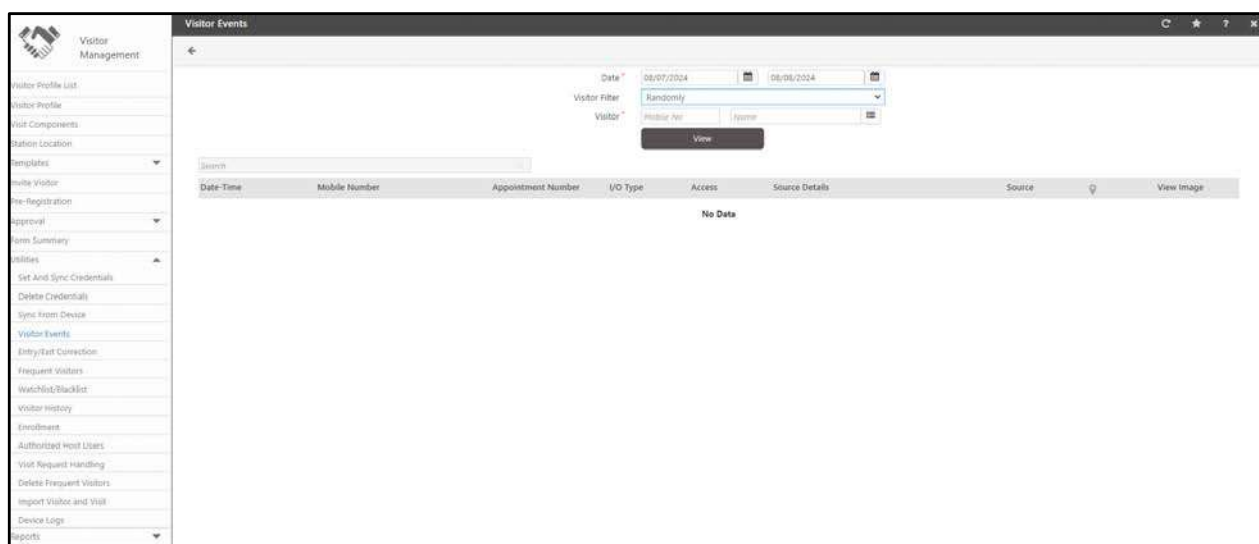 Visitor Management
Visitor Profile List
Visitor Profile
Visit Components
Station Location
Templates
Invite Visitor
Pre-Registration
Approval
Form Summary
Utilities
Set And Sync Credentials
Delete Credentials
Sync From Device
Visitor Events
Entry/Exit Correction
Frequent Visitors
Watchlist/Blacklist
Visitor History
Enrollment
Authorized Host Users
Visit Request Handling
Delete Frequent Visitors
Import Visitor and Visit
Device Logs
Reports
Visitor Events
Date * 08/07/2024 08/08/2024
Visitor Filter Randomly
Visitor * Mobile No Name
View
Search
Date-Time Mobile Number Appointment Number I/O Type Access Source Details Source View Image
No Data